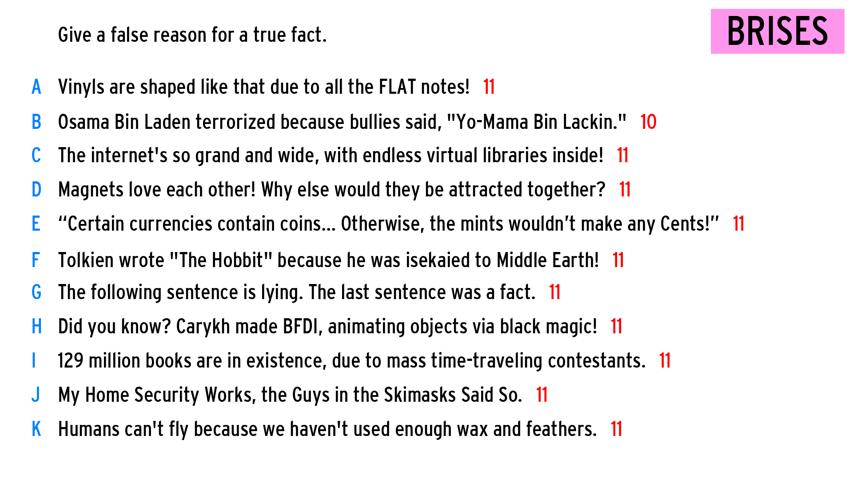 Give a false reason for a true fact.
BRISES
A Vinyls are shaped like that due to all the FLAT notes! 11
B Osama Bin Laden terrorized because bullies said, "Yo-Mama Bin Lackin." 10
C The internet's so grand and wide, with endless virtual libraries inside! 11
D Magnets love each other! Why else would they be attracted together? 11
E “Certain currencies contain coins... Otherwise, the mints wouldn’t make any Cents!” 11
F Tolkien wrote "The Hobbit" because he was isekaied to Middle Earth! 11
G The following sentence is lying. The last sentence was a fact. 11
H Did you know? Carykh made BFDI, animating objects via black magic! 11
I 129 million books are in existence, due to mass time-traveling contestants. 11
J My Home Security Works, the Guys in the Skimasks Said So. 11
K Humans can't fly because we haven't used enough wax and feathers. 11